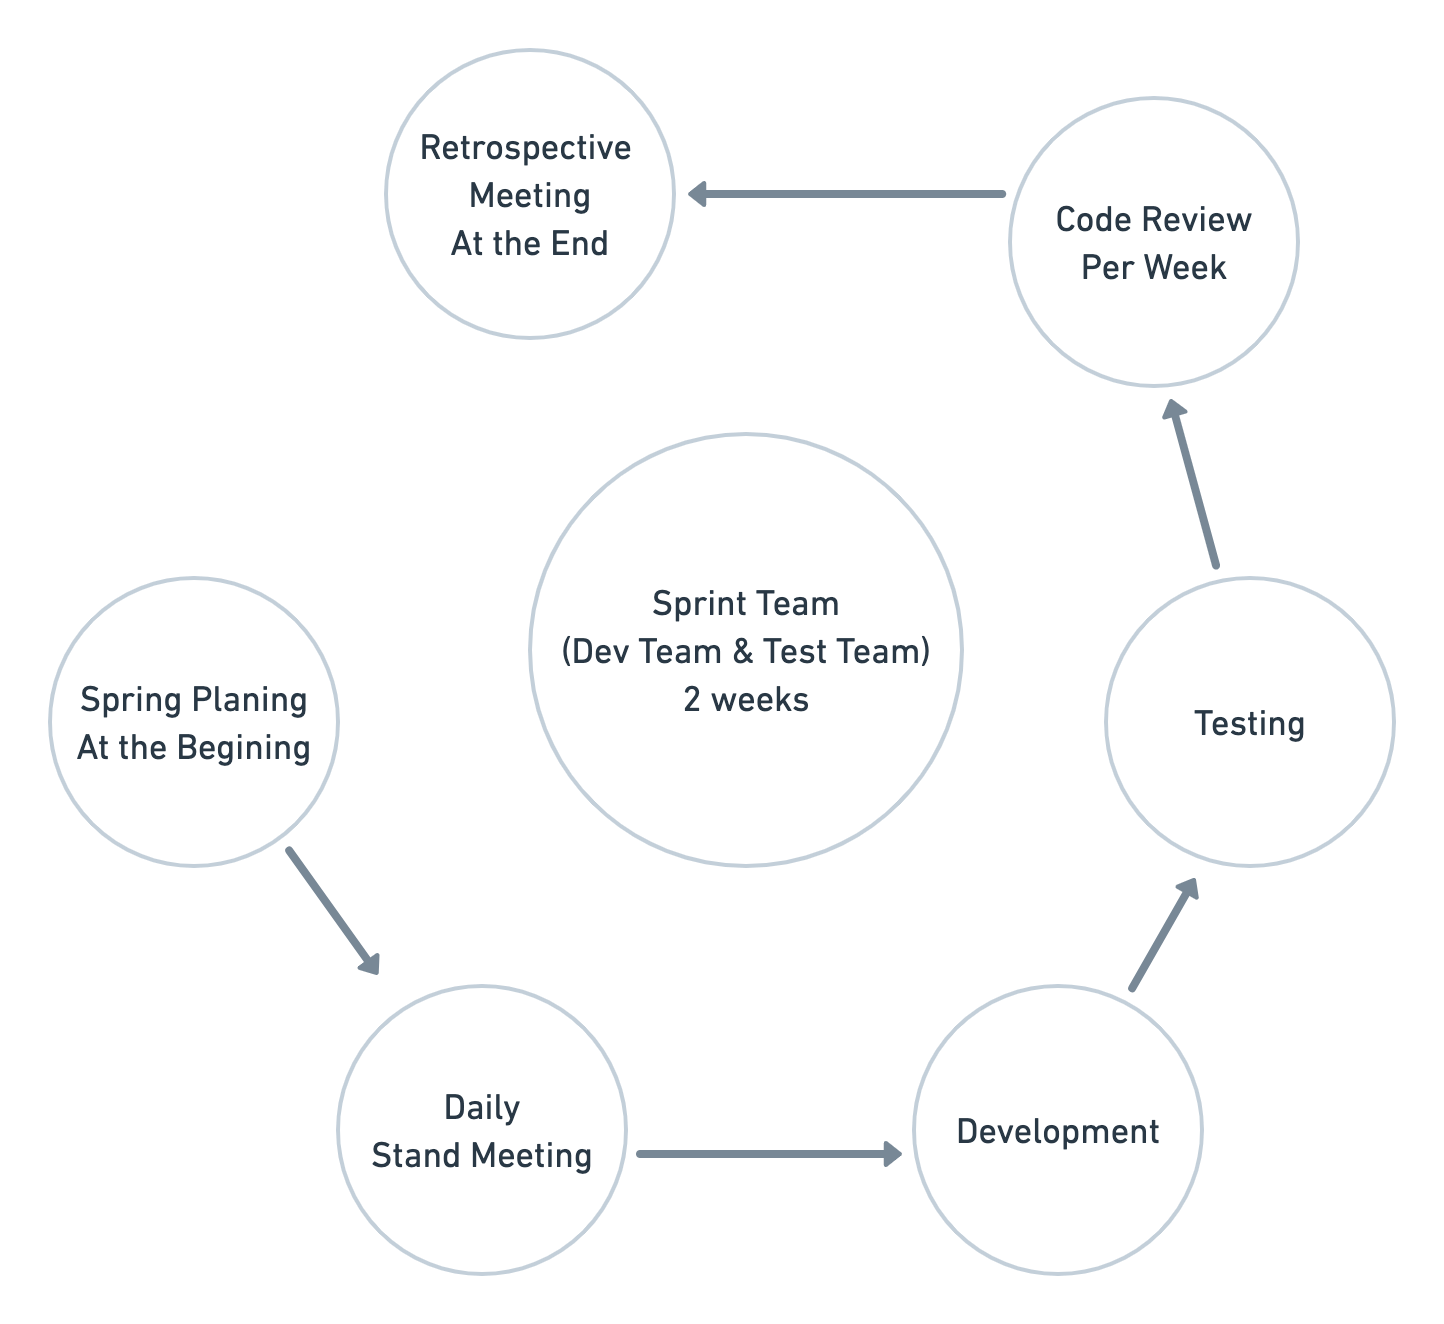 Retrospective
Meeting
At the End
Code Review
Per Week
Sprint Team
(Dev Team & Test Team)
2 weeks
Spring Planing
At the Begining
Testing
Daily
Stand Meeting
Development